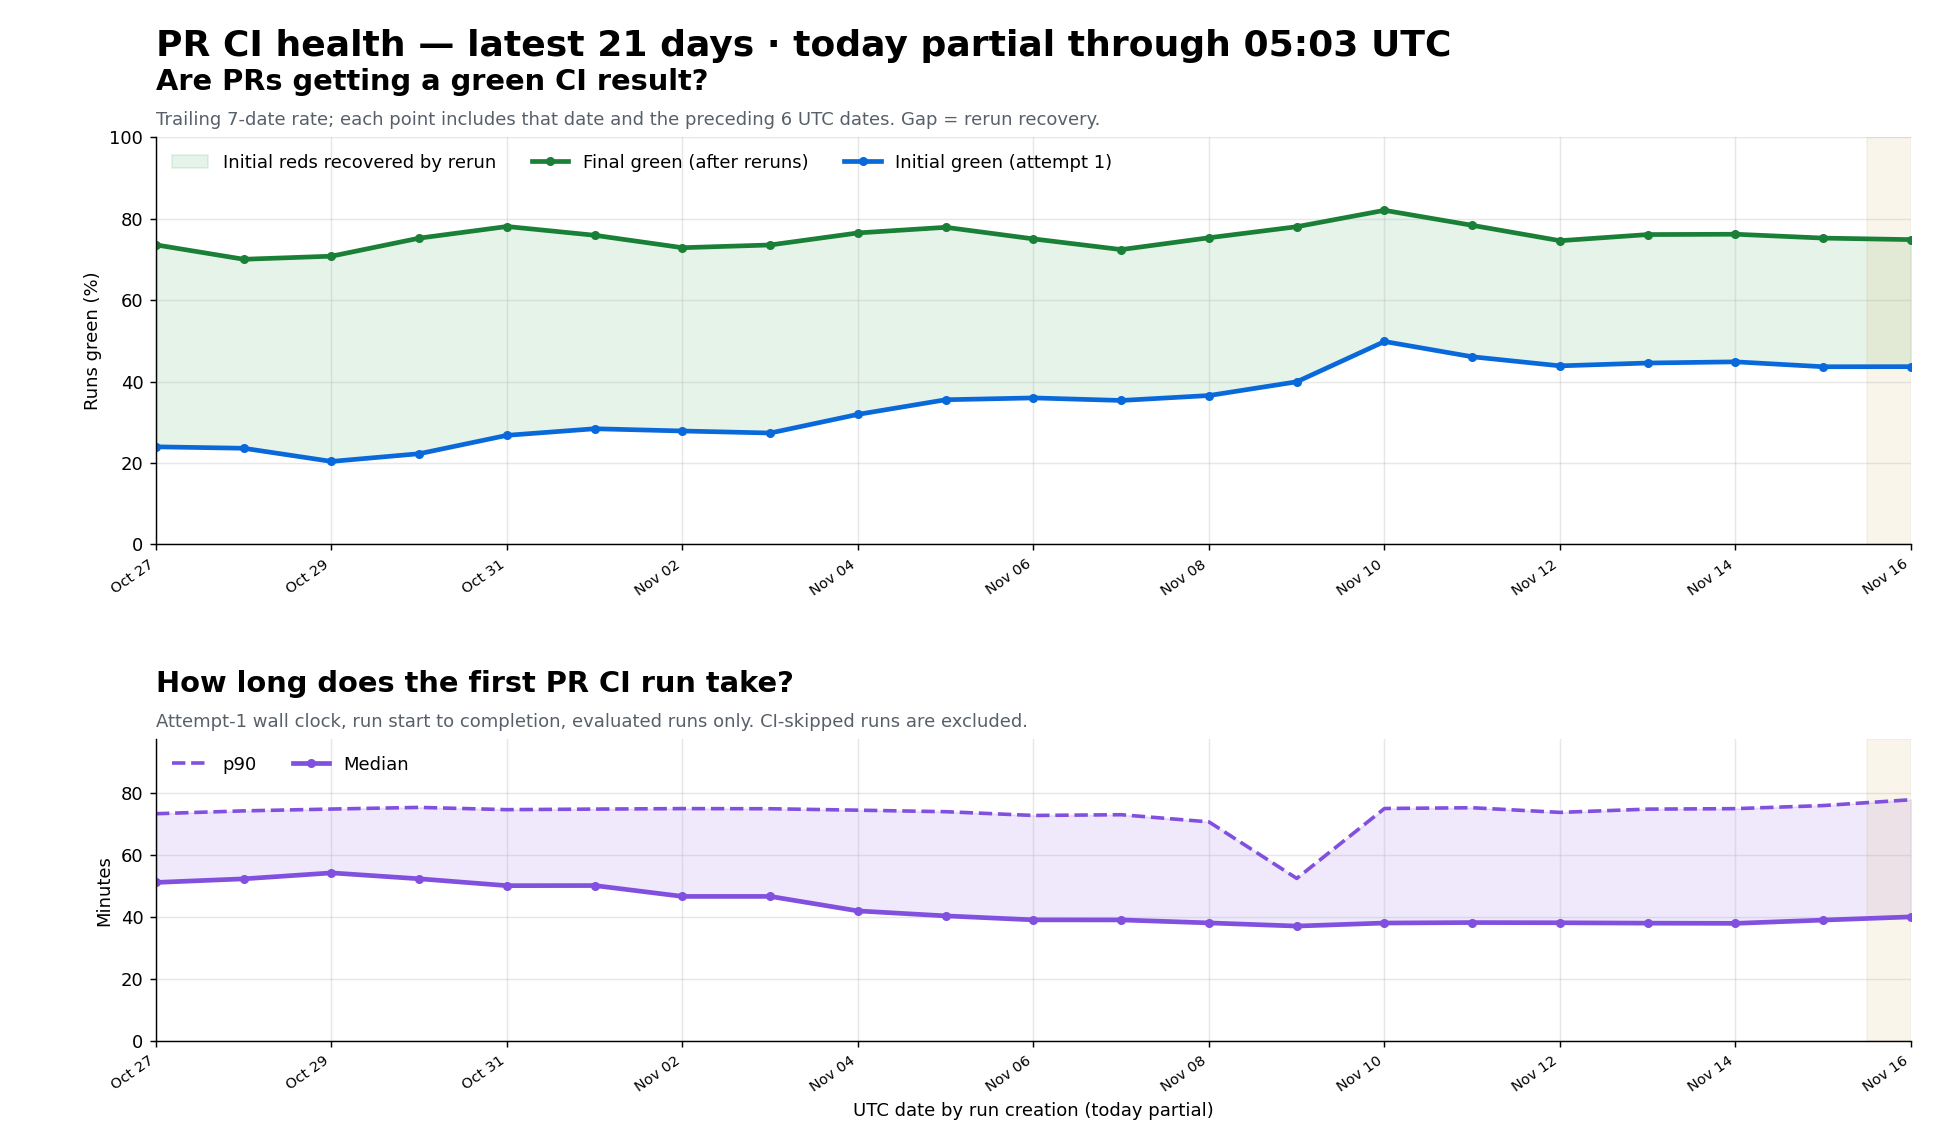 PR CI health — latest 21 days · today partial through 05:03 UTC
Are PRs getting a green CI result?
Trailing 7-date rate; each point includes that date and the preceding 6 UTC dates. Gap = rerun recovery.
Initial reds recovered by rerun
Final green (after reruns)
Initial green (attempt 1)
Runs green (%)
100
80
60
40
20
0
Oct 27
Oct 29
Oct 31
Nov 02
Nov 04
Nov 06
Nov 08
Nov 10
Nov 12
Nov 14
Nov 16
How long does the first PR CI run take?
Attempt-1 wall clock, run start to completion, evaluated runs only. CI-skipped runs are excluded.
p90
Median
Minutes
80
60
40
20
0
Oct 27
Oct 29
Oct 31
Nov 02
Nov 04
Nov 06
Nov 08
Nov 10
Nov 12
Nov 14
Nov 16
UTC date by run creation (today partial)